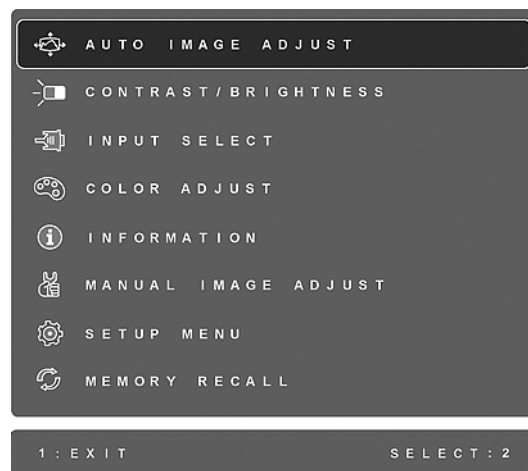 AUTO IMAGE ADJUST
CONTRAST/BRIGHTNESS
INPUT SELECT
COLOR ADJUST
INFORMATION
MANUAL IMAGE ADJUST
SETUP MENU
MEMORY RECALL
1:EXIT SELECT:2